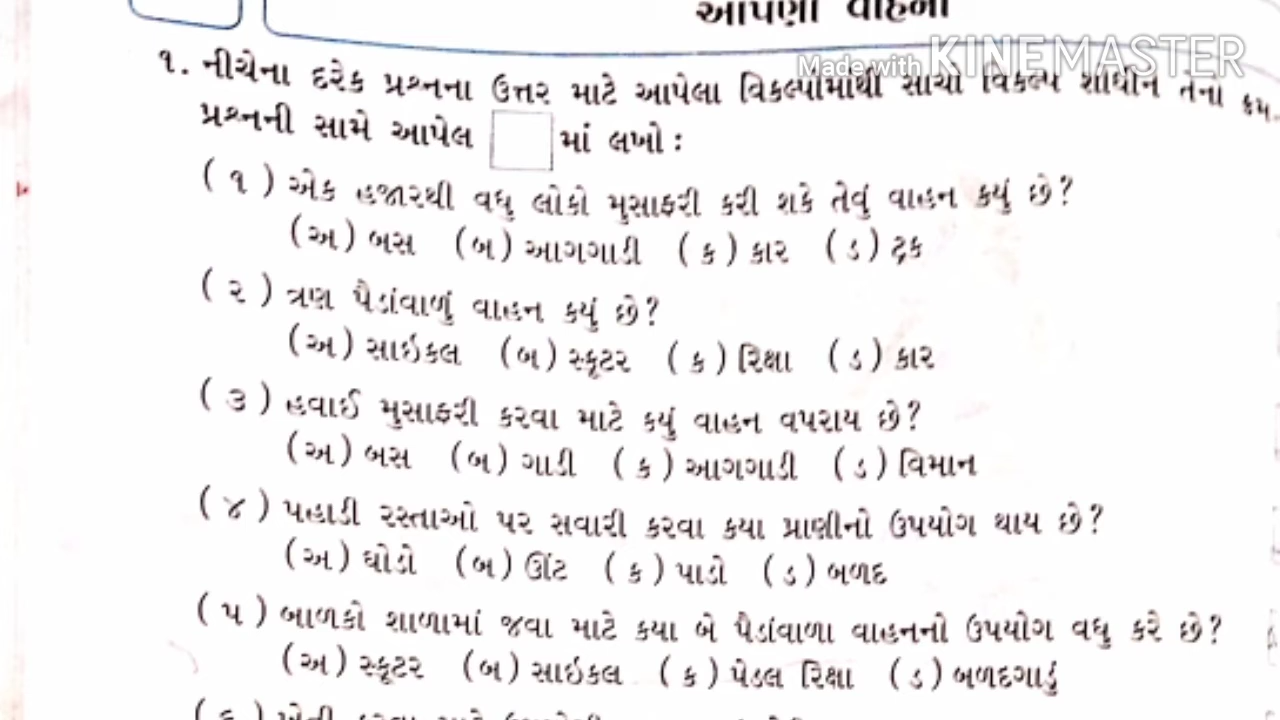 આપણાં વાહનો
Made with KINEMASTER
૧. નીચેના દરેક પ્રશ્નના ઉત્તર માટે આપેલા વિકલ્પોમાંથી સાચો વિકલ્પ શોધીને તેનો ક્રમ
પ્રશ્નની સામે આપેલ માં લખો :
(૧) એક હજારથી વધુ લોકો મુસાફરી કરી શકે તેવું વાહન કયું છે?
(અ) બસ (બ) આગગાડી (ક) કાર (ડ) ટ્રક
(૨) ત્રણ પૈડાંવાળું વાહન કયું છે?
(અ) સાઇકલ (બ) સ્કૂટર (ક) રિક્ષા (ડ) કાર
(૩) હવાઈ મુસાફરી કરવા માટે કયું વાહન વપરાય છે?
(અ) બસ (બ) ગાડી (ક) આગગાડી (ડ) વિમાન
(૪) પહાડી રસ્તાઓ પર સવારી કરવા કયા પ્રાણીનો ઉપયોગ થાય છે?
(અ) ઘોડો (બ) ઊંટ (ક) પાડો (ડ) બળદ
(૫) બાળકો શાળામાં જવા માટે કયા બે પૈડાંવાળા વાહનનો ઉપયોગ વધુ કરે છે?
(અ) સ્કૂટર (બ) સાઇકલ (ક) પેડલ રિક્ષા (ડ) બળદગાડું